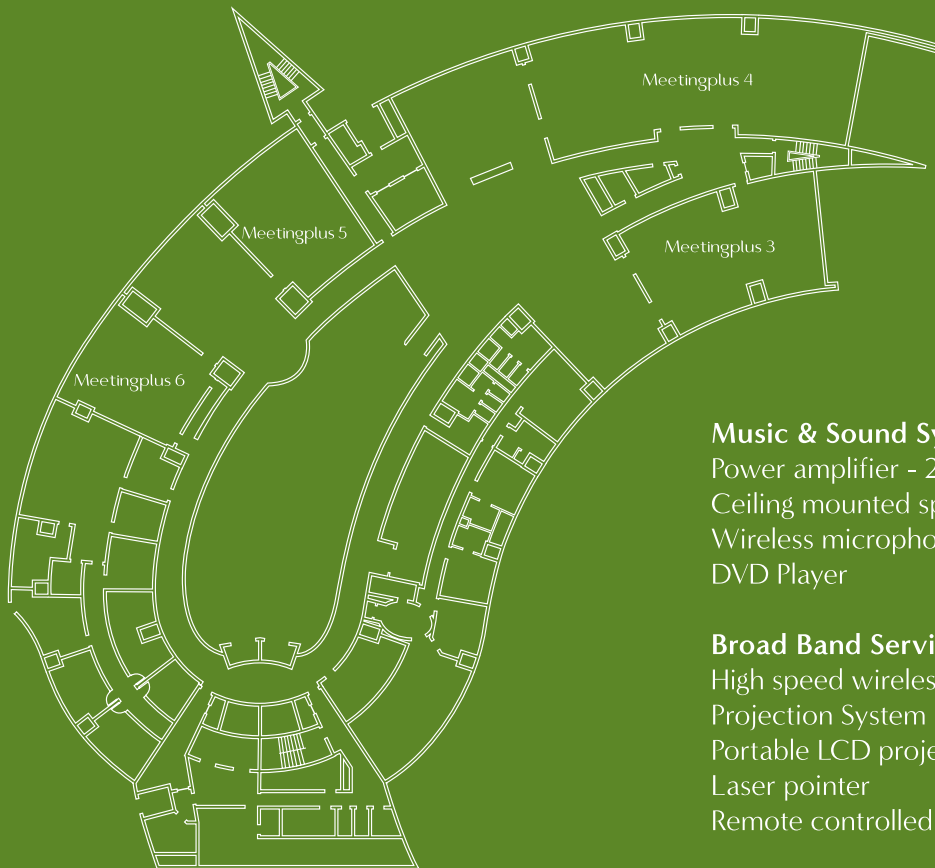 Meetingplus 4
Meetingplus 5
Meetingplus 3
Meetingplus 6
Music & Sound Sy
Power amplifier - 2
Ceiling mounted sp
Wireless micropho
DVD Player
Broad Band Servi
High speed wireles
Projection System
Portable LCD proje
Laser pointer
Remote controlled